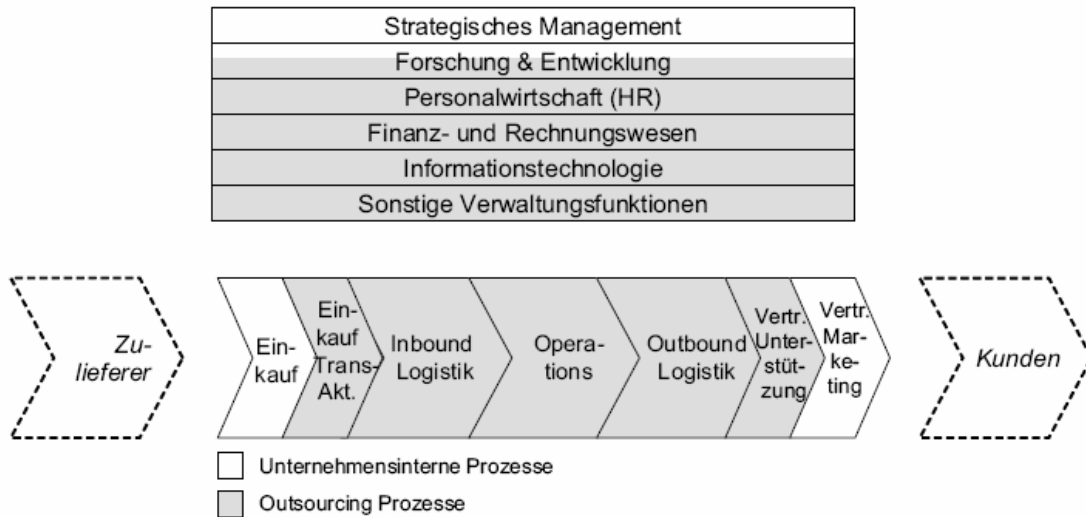 Strategisches Management
Forschung & Entwicklung
Personalwirtschaft (HR)
Finanz- und Rechnungswesen
Informationstechnologie
Sonstige Verwaltungsfunktionen
Zu-
lieferer
Ein-
kauf
Ein-
kauf
Trans-
Akt.
Inbound
Logistik
Opera-
tions
Outbound
Logistik
Vertr.
Unter-
stüt-
zung
Vertr.
Mar-
ke-
ting
Kunden
Unternehmensinterne Prozesse
Outsourcing Prozesse